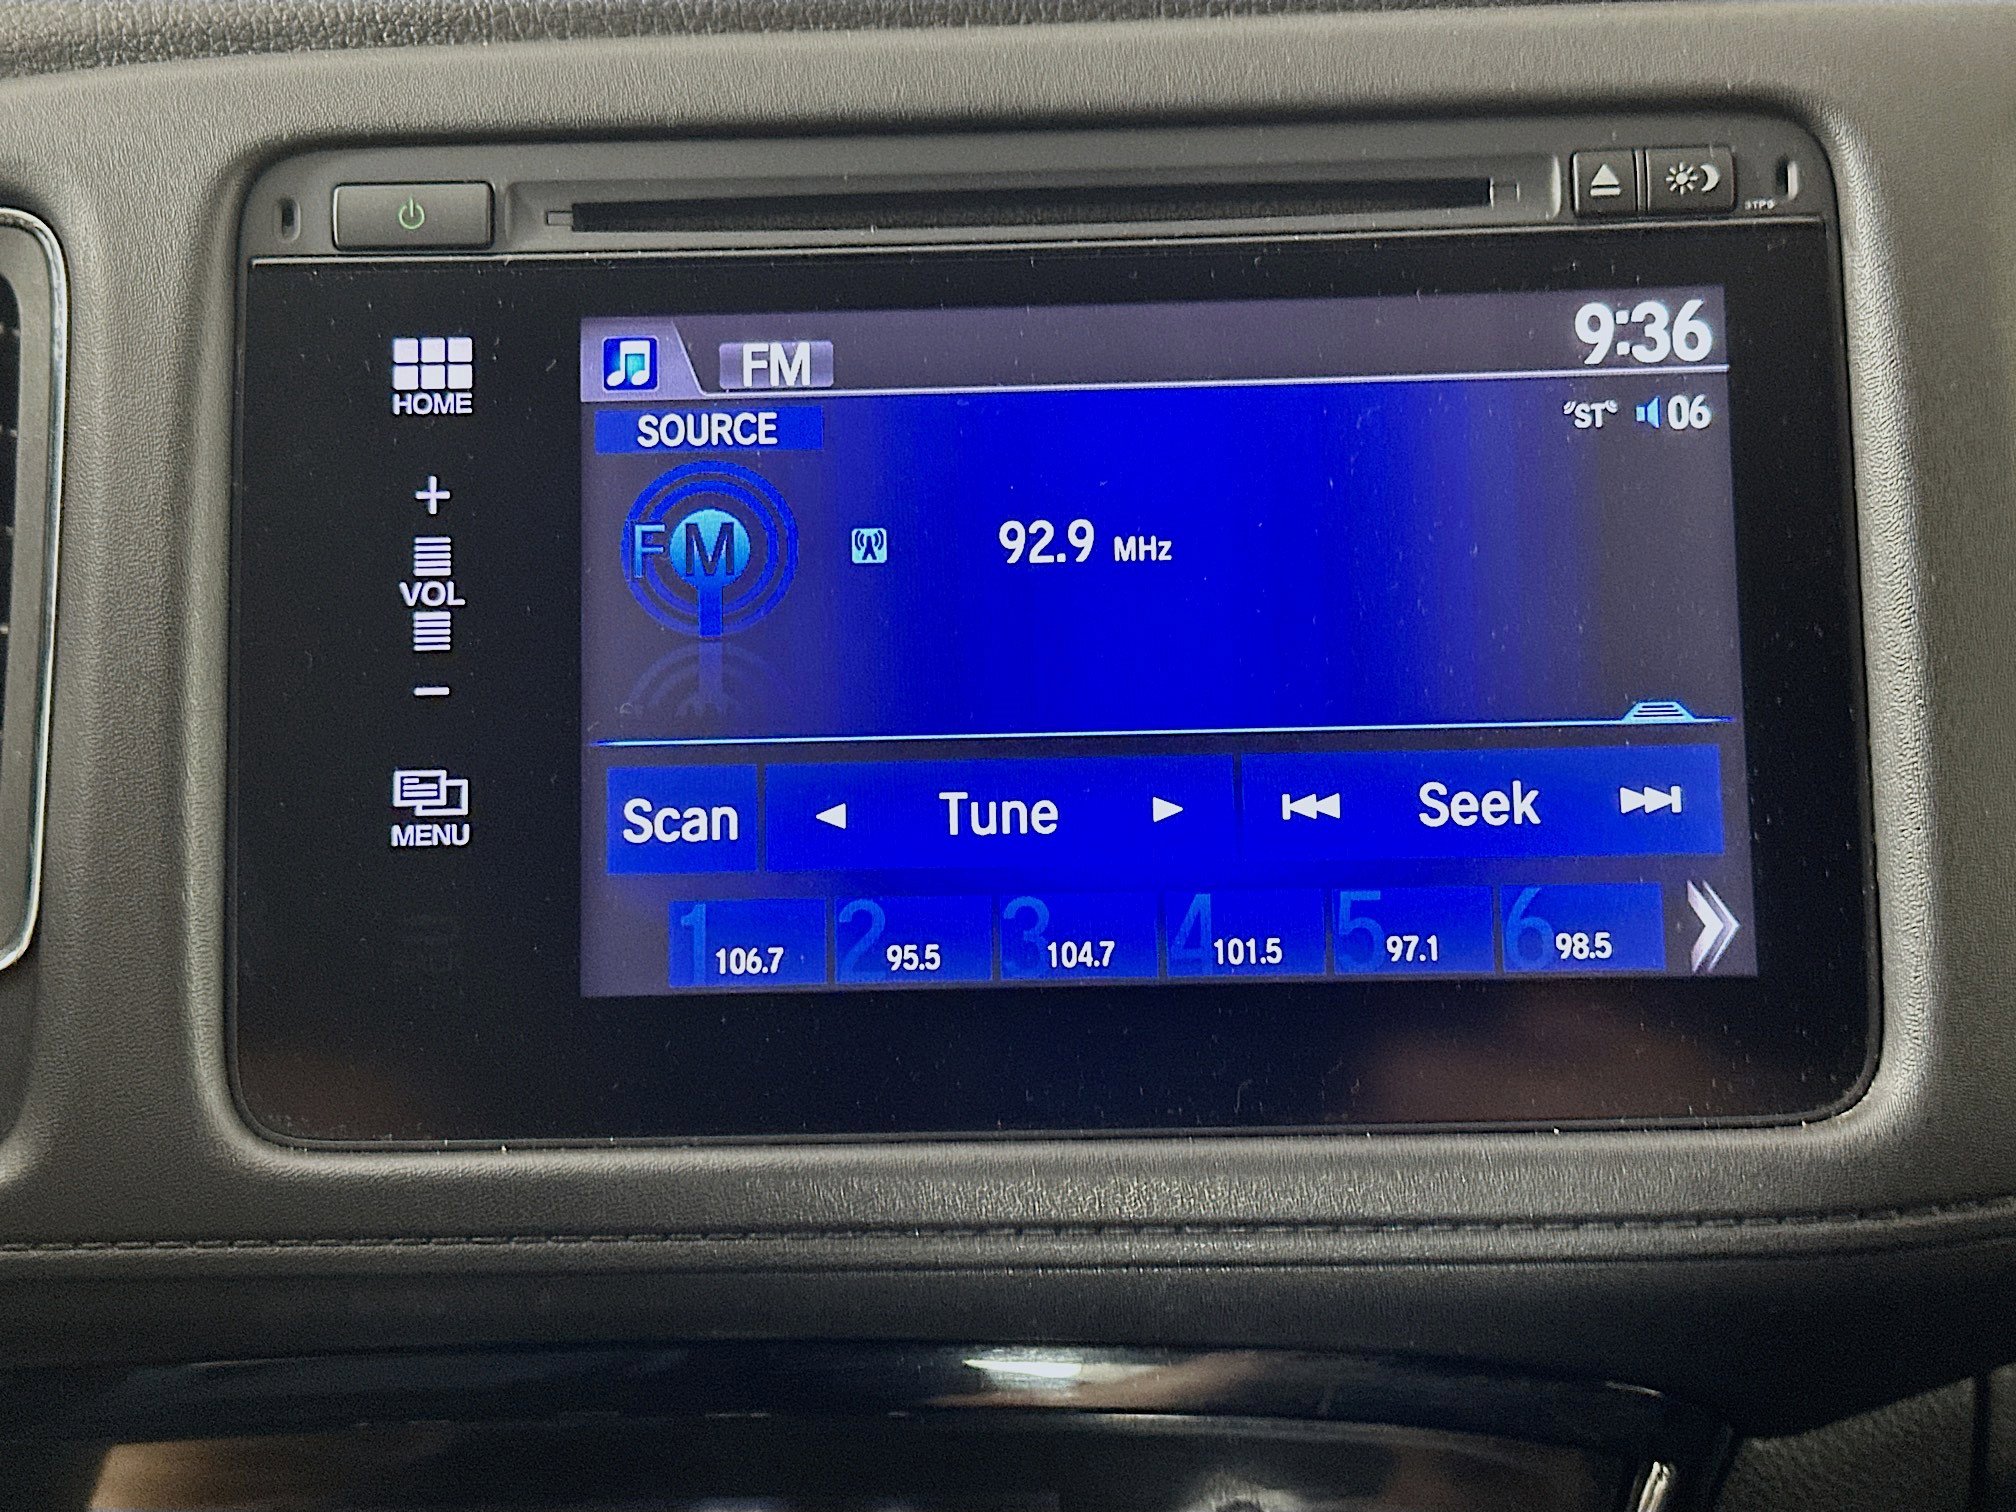 HOME
+
VOL
−
MENU
FM
9:36
SOURCE
ST 06
FM
92.9 MHz
Scan
Tune
Seek
1 106.7
2 95.5
3 104.7
4 101.5
5 97.1
6 98.5